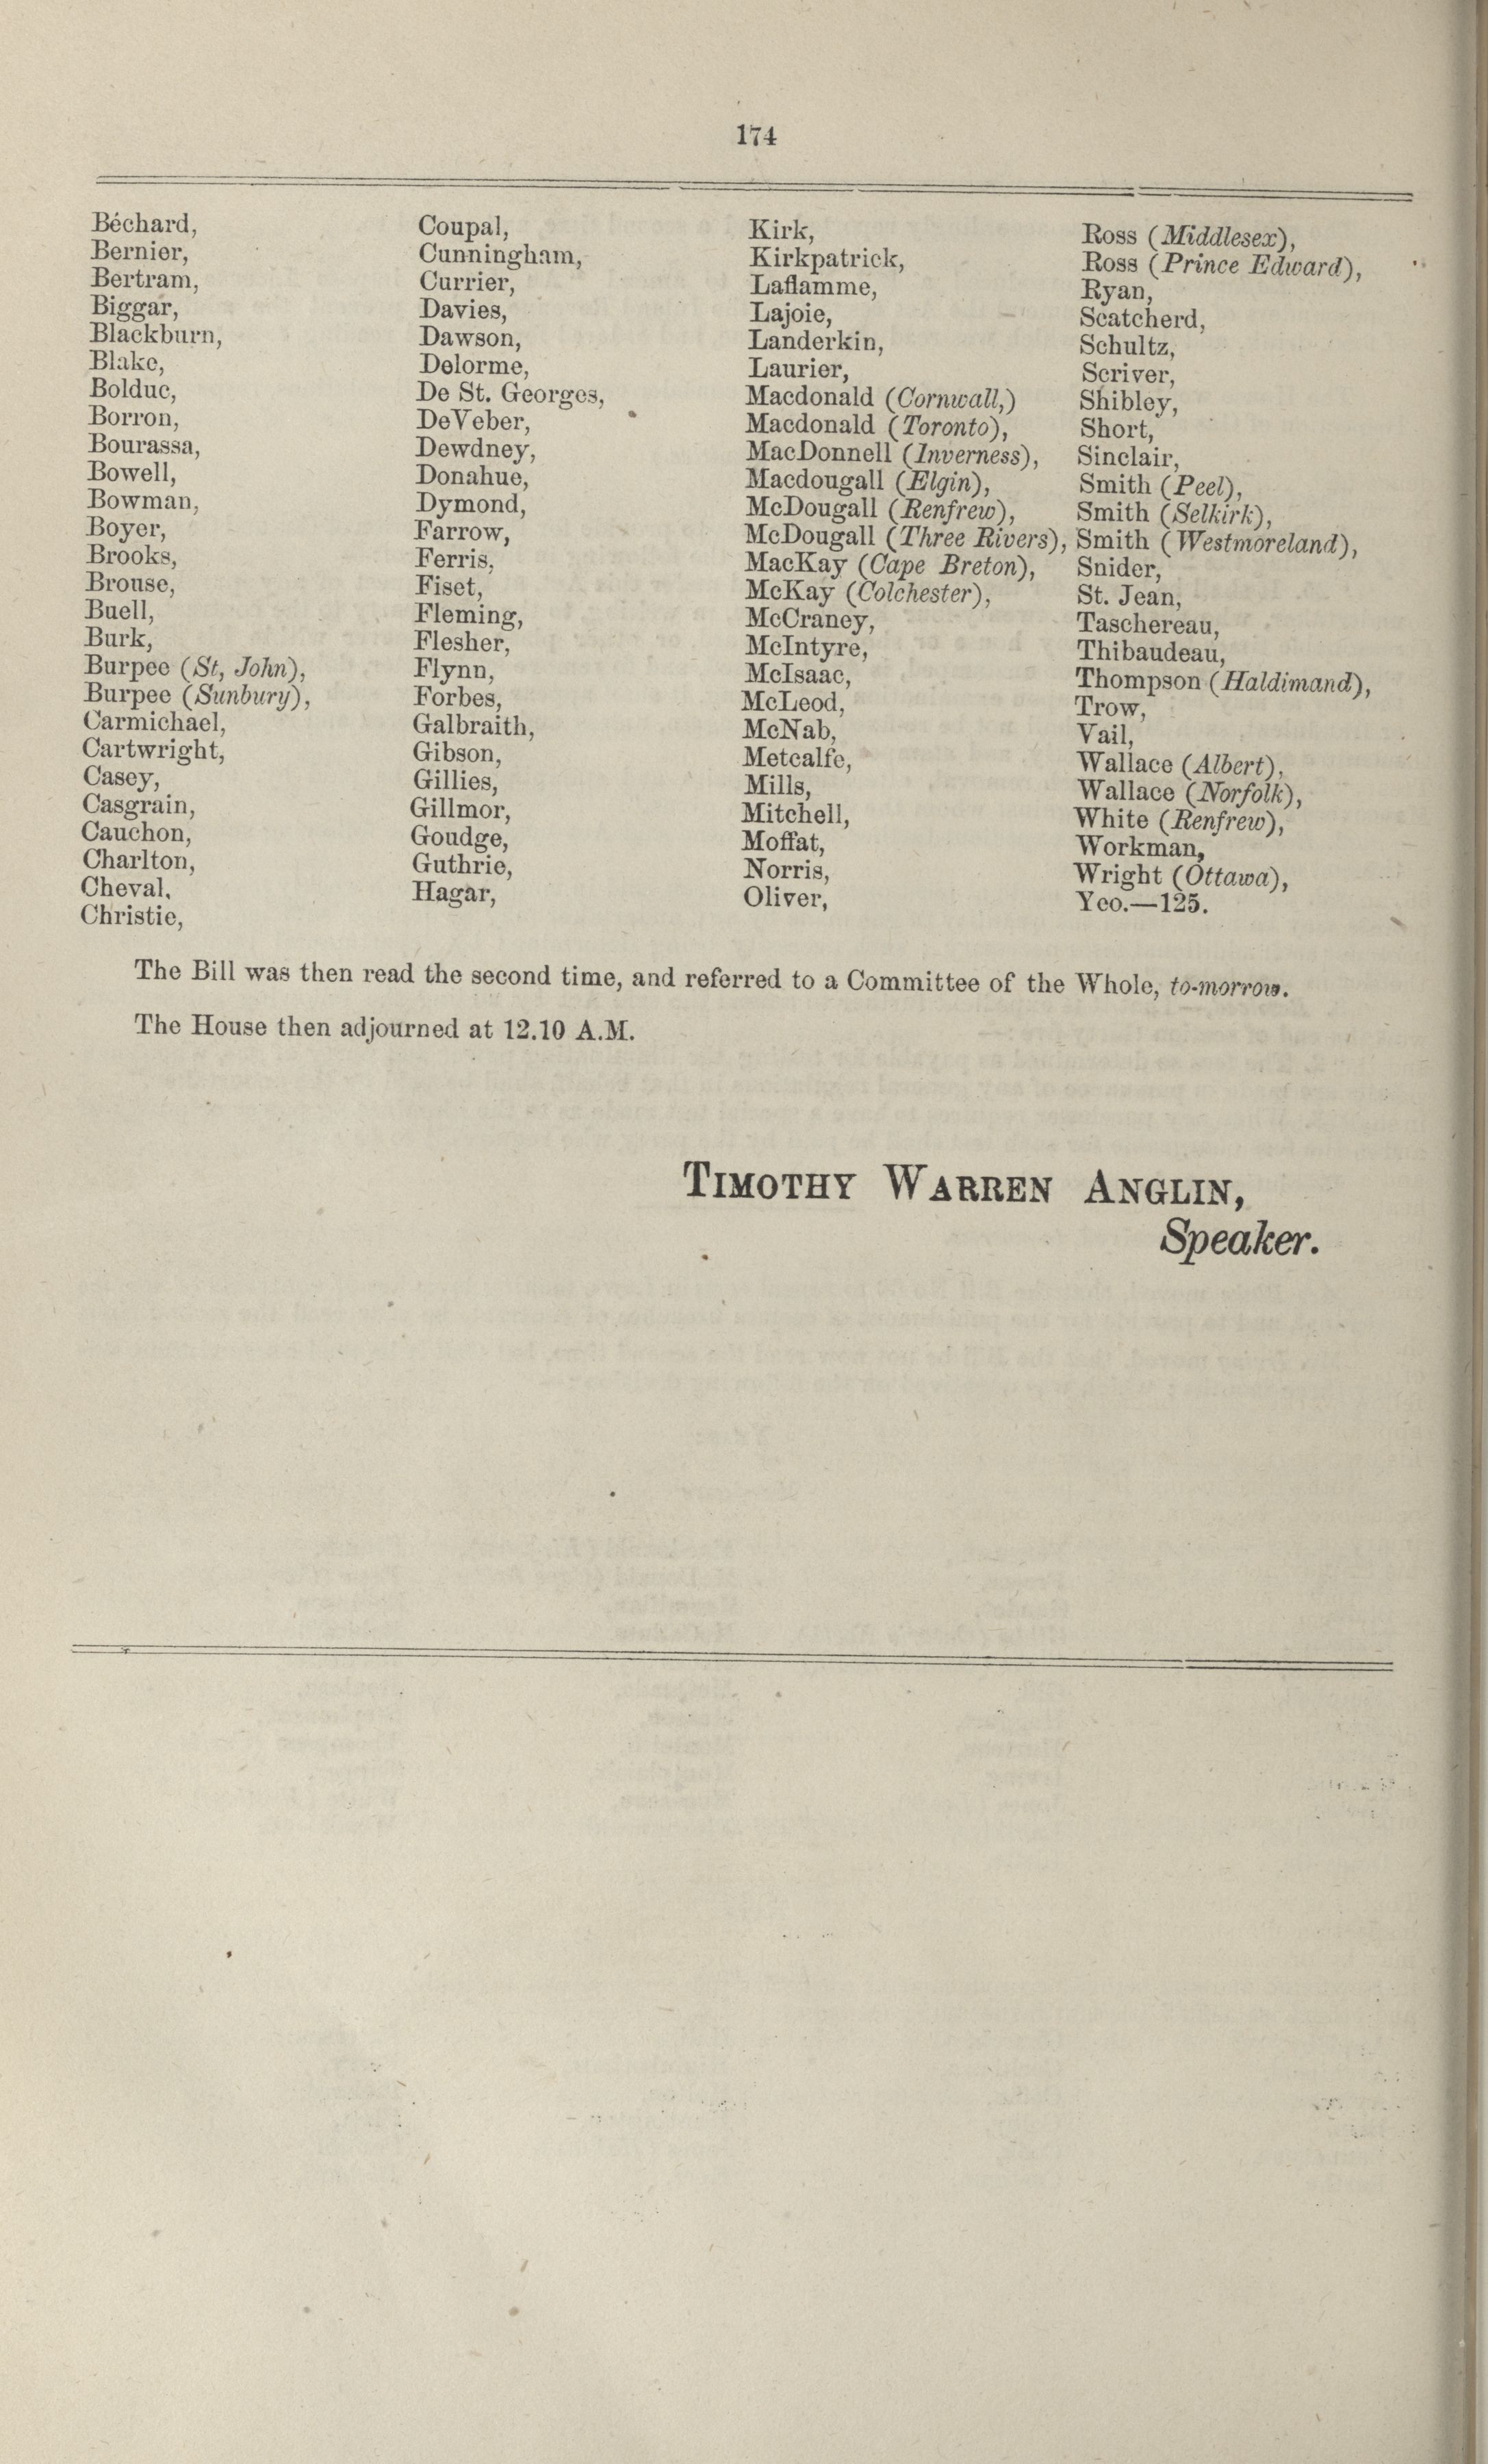 174
Béchard,
Bernier,
Bertram,
Biggar,
Blackburn,
Blake,
Bolduc,
Borron,
Bourassa,
Bowell,
Bowman,
Boyer,
Brooks,
Brouse,
Buell,
Burk,
Burpee (St, John),
Burpee (Sunbury),
Carmichael,
Cartwright,
Casey,
Casgrain,
Cauchon,
Charlton,
Cheval,
Christie,
Coupal,
Cunningham,
Currier,
Davies,
Dawson,
Delorme,
De St. Georges,
DeVeber,
Dewdney,
Donahue,
Dymond,
Farrow,
Ferris,
Fiset,
Fleming,
Flesher,
Flynn,
Forbes,
Galbraith,
Gibson,
Gillies,
Gillmor,
Goudge,
Guthrie,
Hagar,
Kirk,
Kirkpatrick,
Laflamme,
Lajoie,
Landerkin,
Laurier,
Macdonald (Cornwall,)
Macdonald (Toronto),
MacDonnell (Inverness),
Macdougall (Elgin),
McDougall (Renfrew),
McDougall (Three Rivers),
MacKay (Cape Breton),
McKay (Colchester),
McCraney,
McIntyre,
McIsaac,
McLeod,
McNab,
Metcalfe,
Mills,
Mitchell,
Moffat,
Norris,
Oliver,
Ross (Middlesex),
Ross (Prince Edward),
Ryan,
Scatcherd,
Schultz,
Scriver,
Shibley,
Short,
Sinclair,
Smith (Peel),
Smith (Selkirk),
Smith (Westmoreland),
Snider,
St. Jean,
Taschereau,
Thibaudeau,
Thompson (Haldimand),
Trow,
Vail,
Wallace (Albert),
Wallace (Norfolk),
White (Renfrew),
Workman,
Wright (Ottawa),
Yeo.—125.
The Bill was then read the second time, and referred to a Committee of the Whole, to-morrow.
The House then adjourned at 12.10 A.M.
TIMOTHY WARREN ANGLIN,
Speaker.